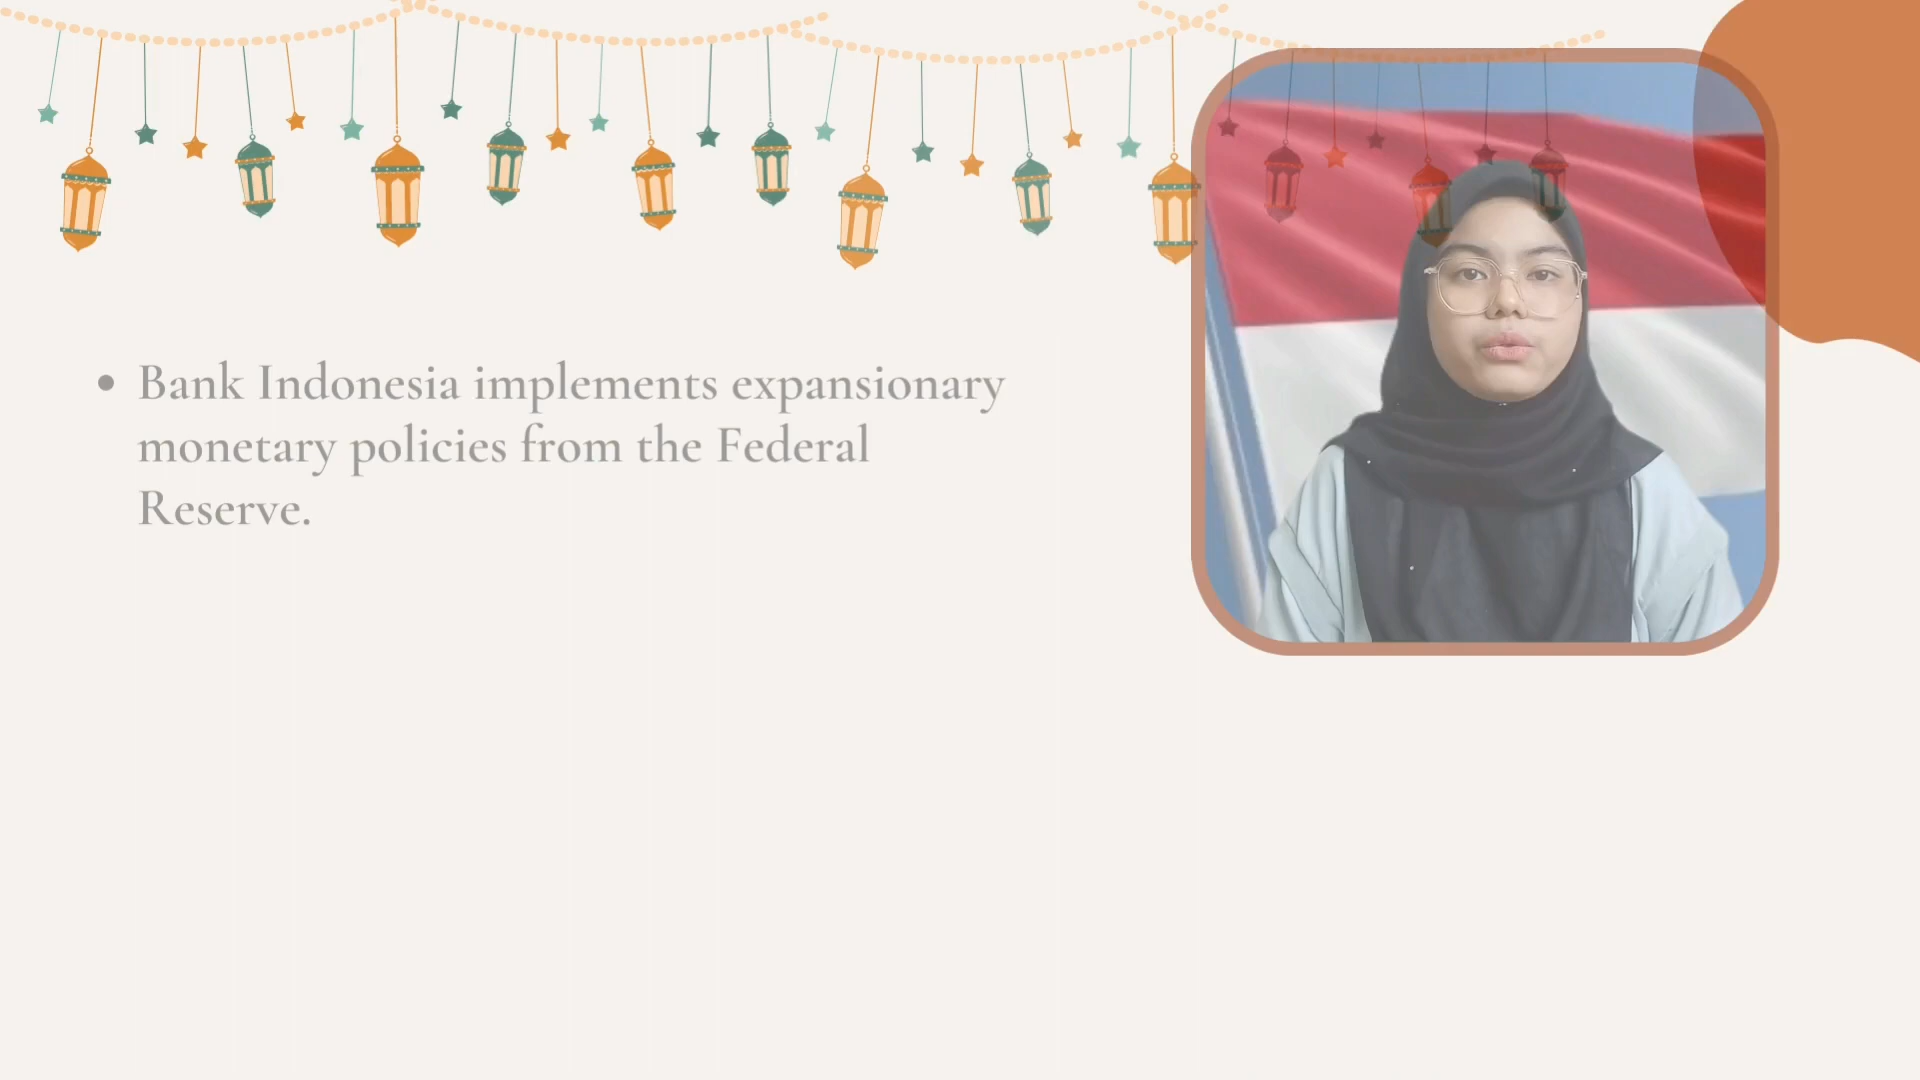 • Bank Indonesia implements expansionary
monetary policies from the Federal
Reserve.